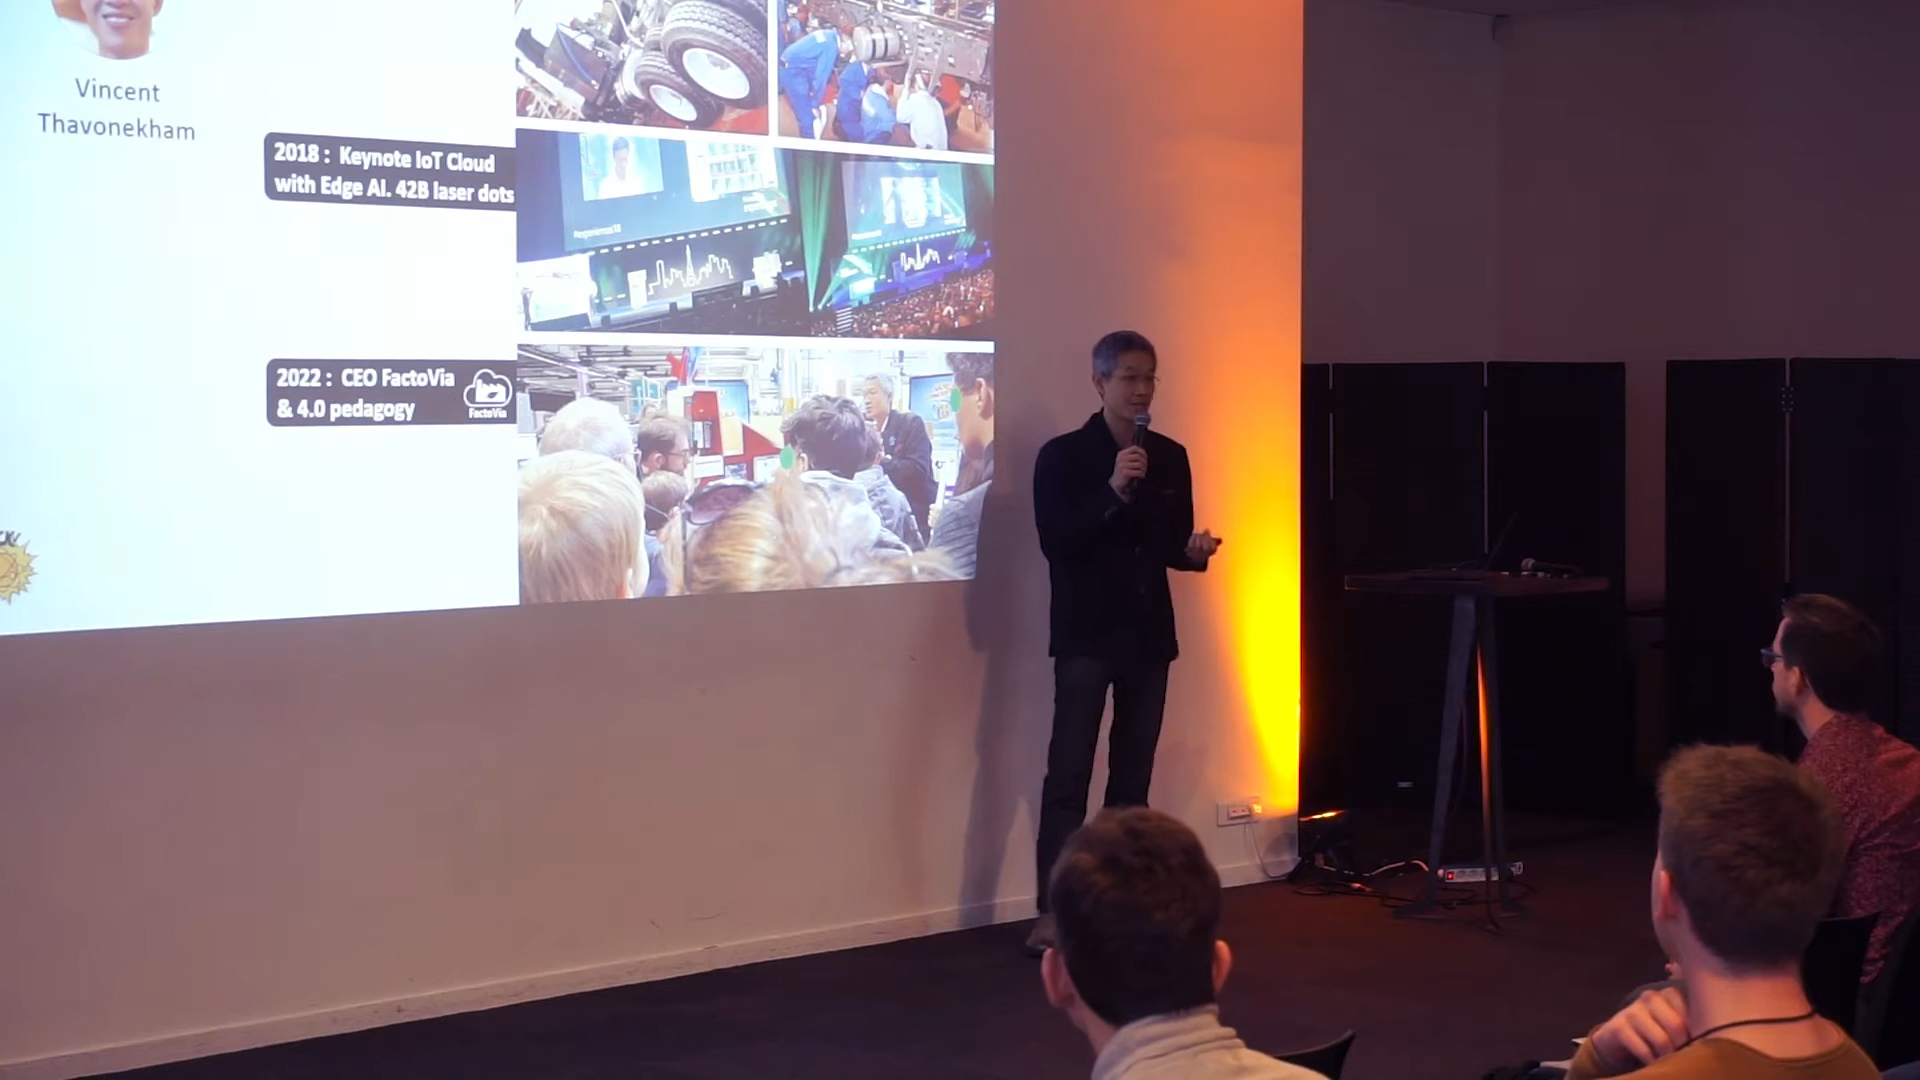 Vincent
Thavonekham
2018 : Keynote IoT Cloud
with Edge AI. 42B laser dots
2022 : CEO FactoVia
& 4.0 pedagogy
FactoVia